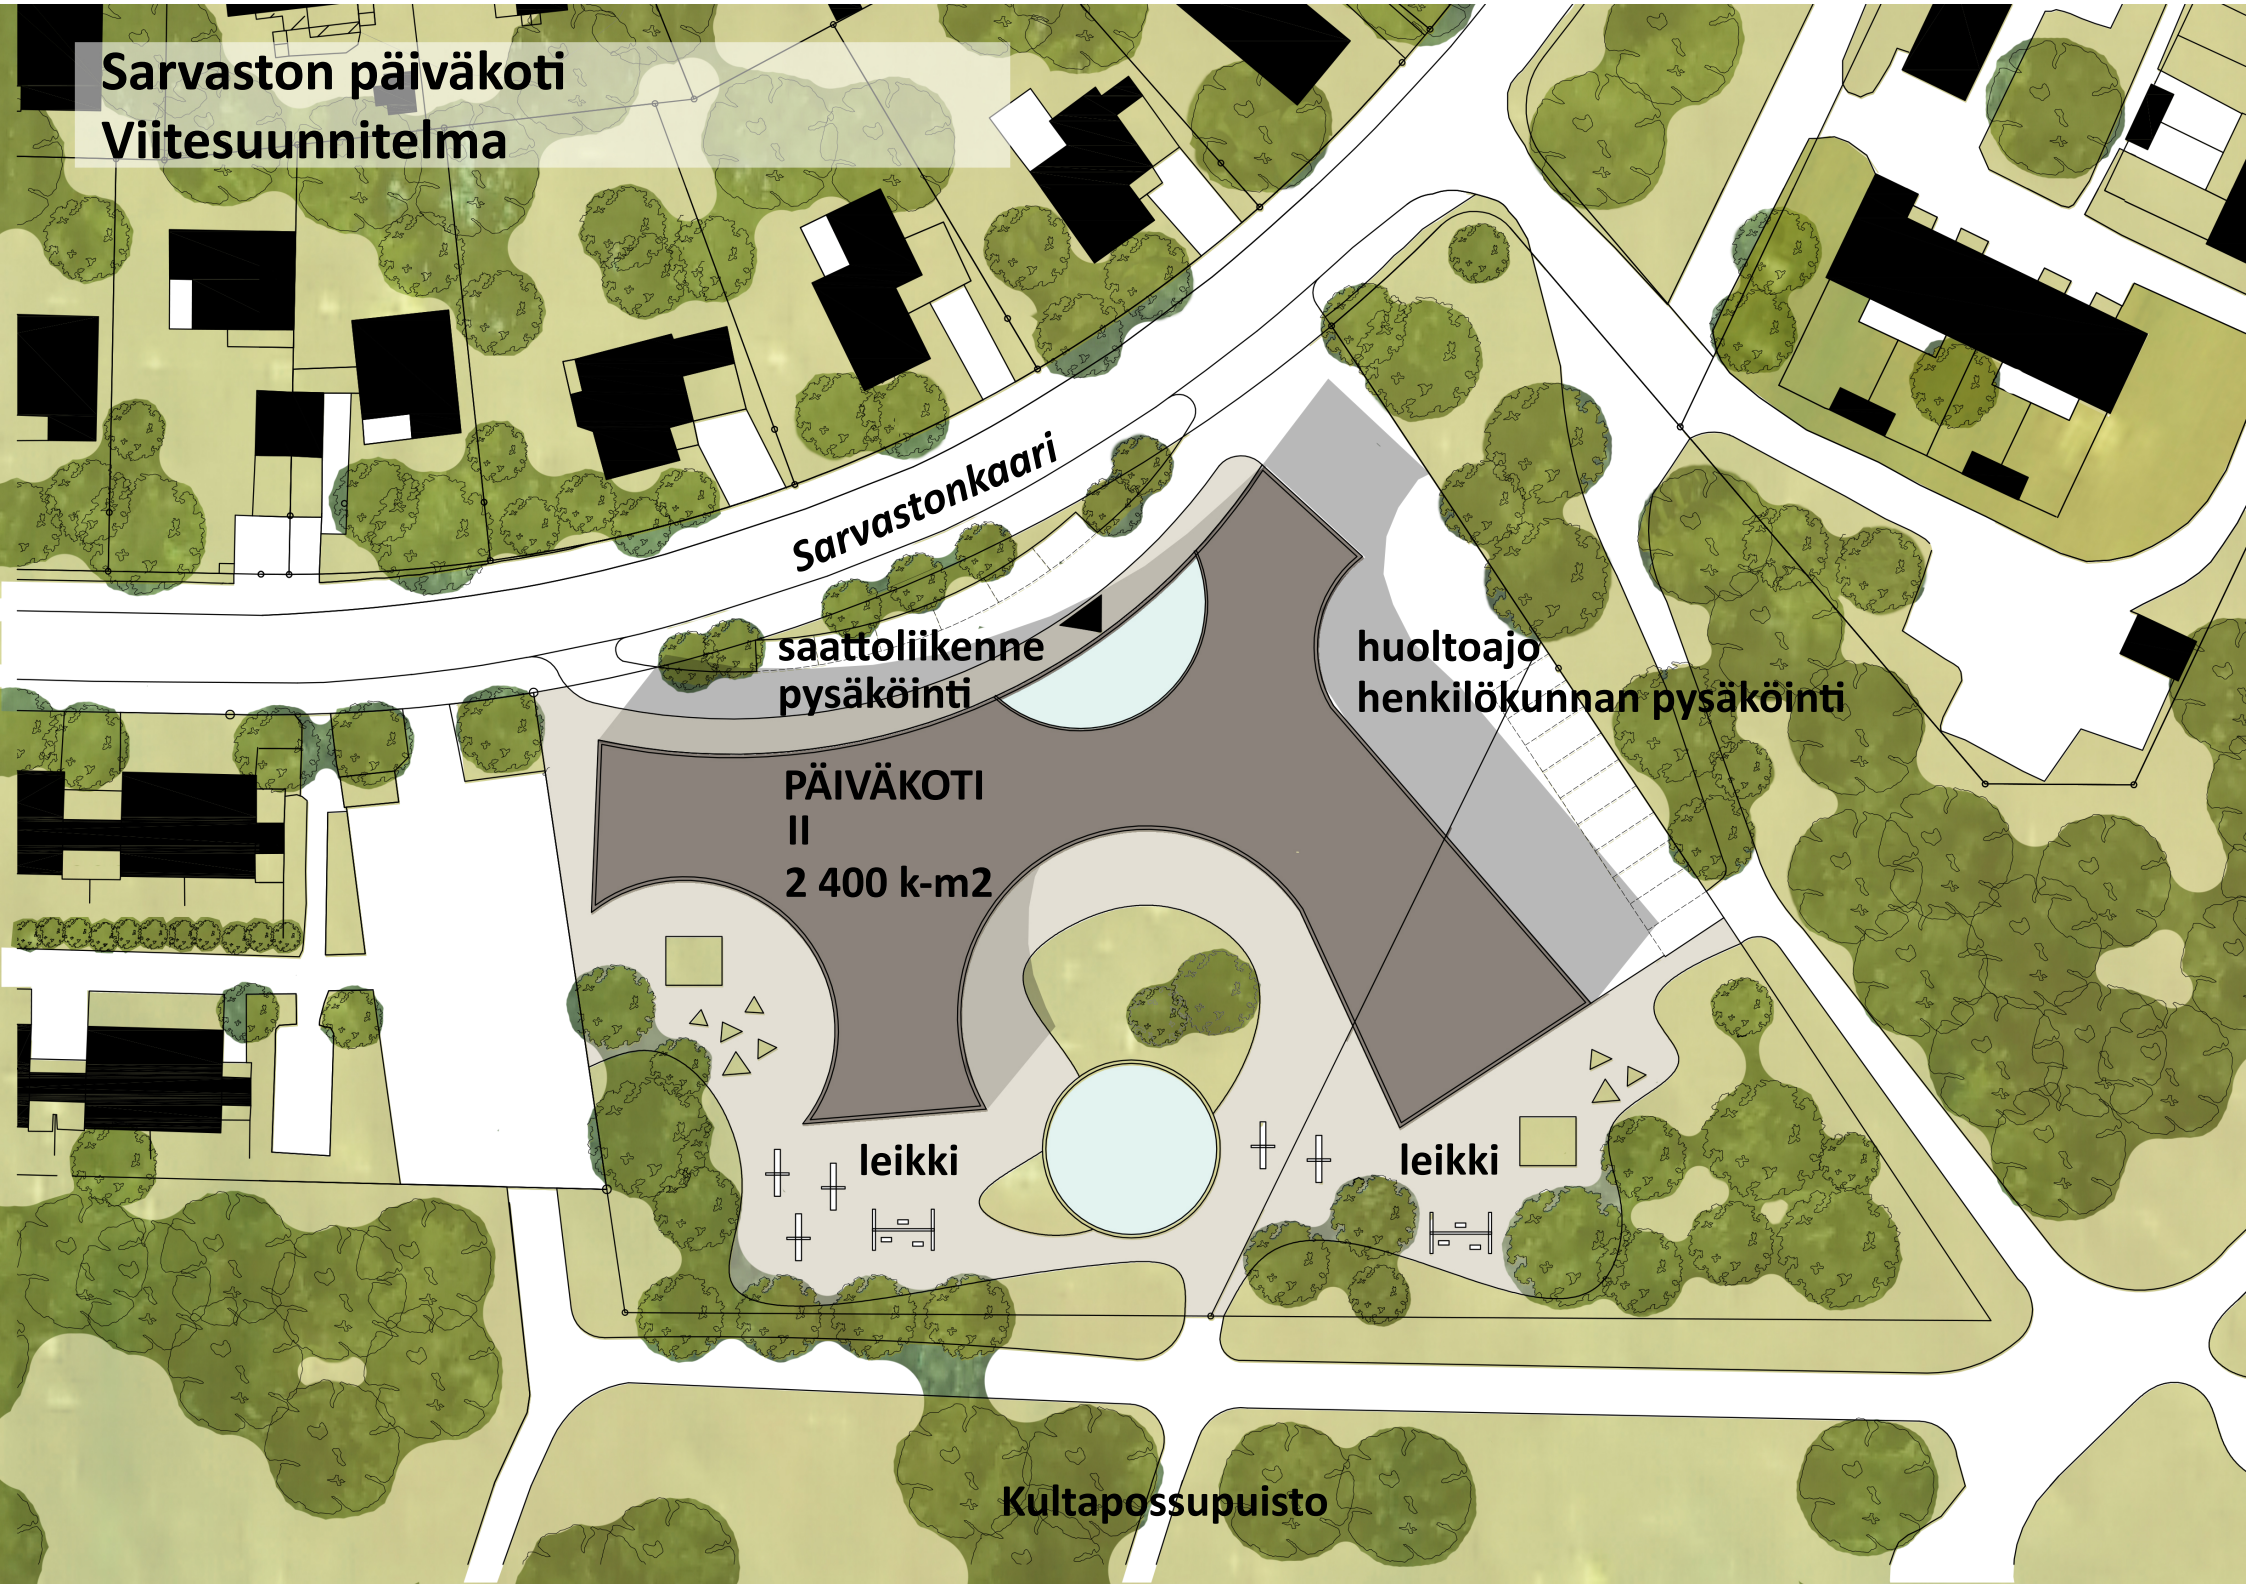 Sarvaston päiväkoti
Viitesuunnitelma
Sarvastonkaari
saattoliikenne
pysäköinti
huoltoajo
henkilökunnan pysäköinti
PÄIVÄKOTI
II
2 400 k-m2
leikki
leikki
Kultapossupuisto